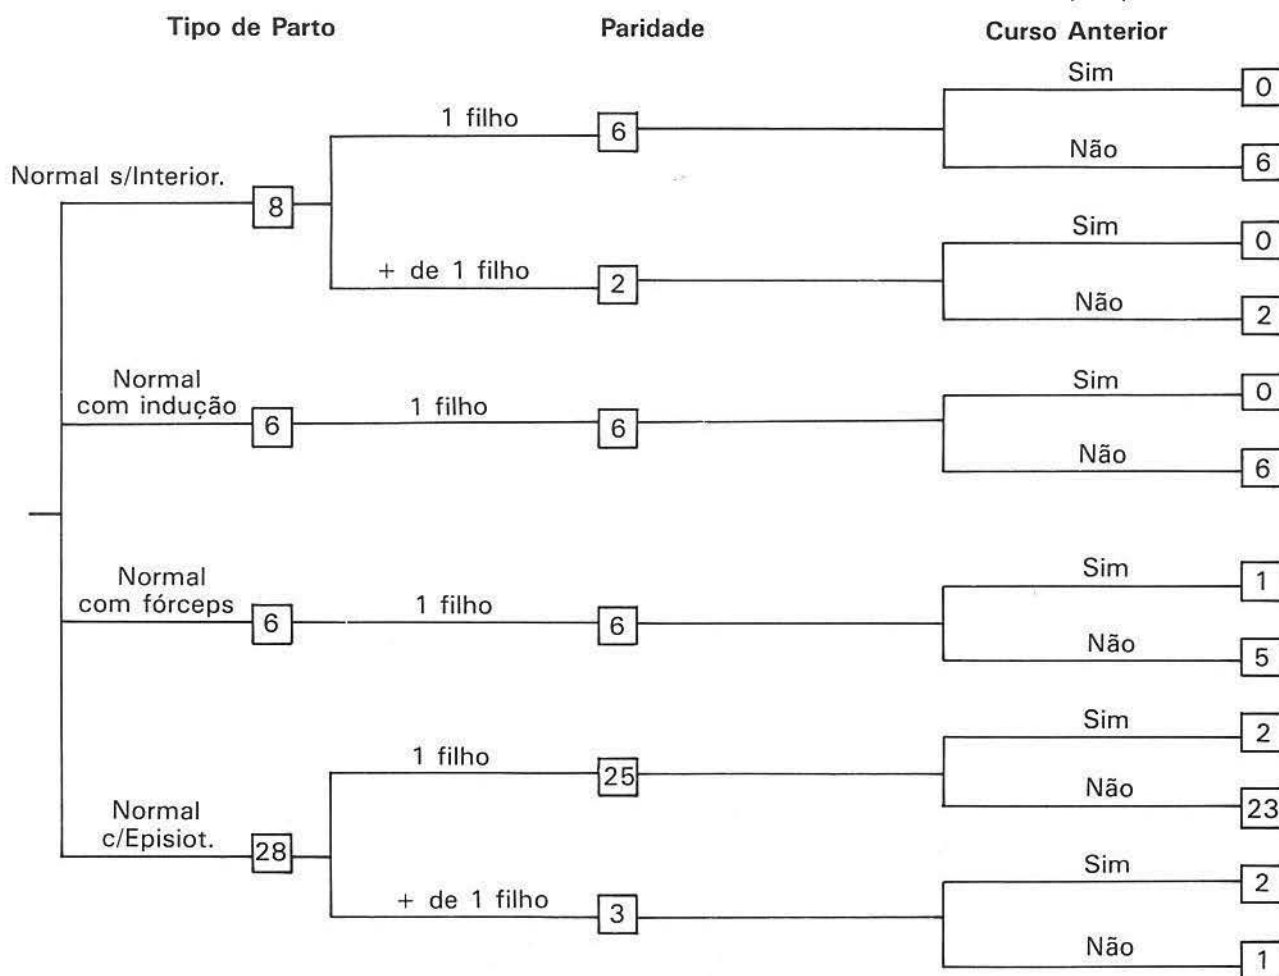 Tipo de Parto Paridade Curso Anterior
Sim 0
1 filho 6
Não 6
Normal s/Interior. 8
Sim 0
+ de 1 filho 2
Não 2
Normal
com indução 6 1 filho 6
Sim 0
Não 6
Normal
com fórceps 6 1 filho 6
Sim 1
Não 5
Sim 2
1 filho 25
Não 23
Normal
c/Episiot. 28
Sim 2
+ de 1 filho 3
Não 1